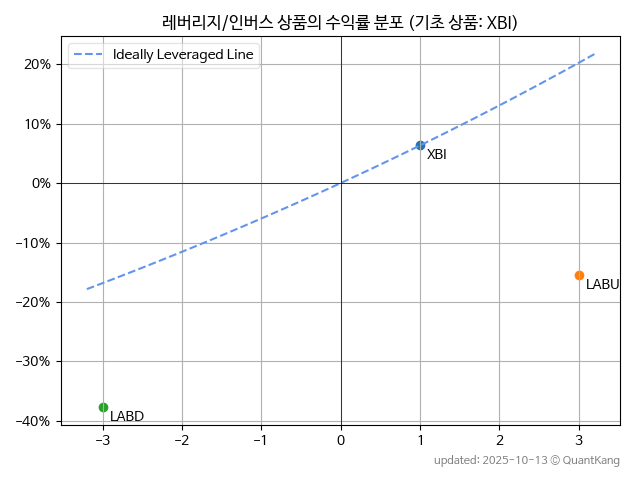 레버리지/인버스 상품의 수익률 분포 (기초 상품: XBI)
Ideally Leveraged Line
20%
10%
0%
-10%
-20%
-30%
-40%
XBI
LABU
LABD
-3 -2 -1 0 1 2 3
updated: 2025-10-13 © QuantKang